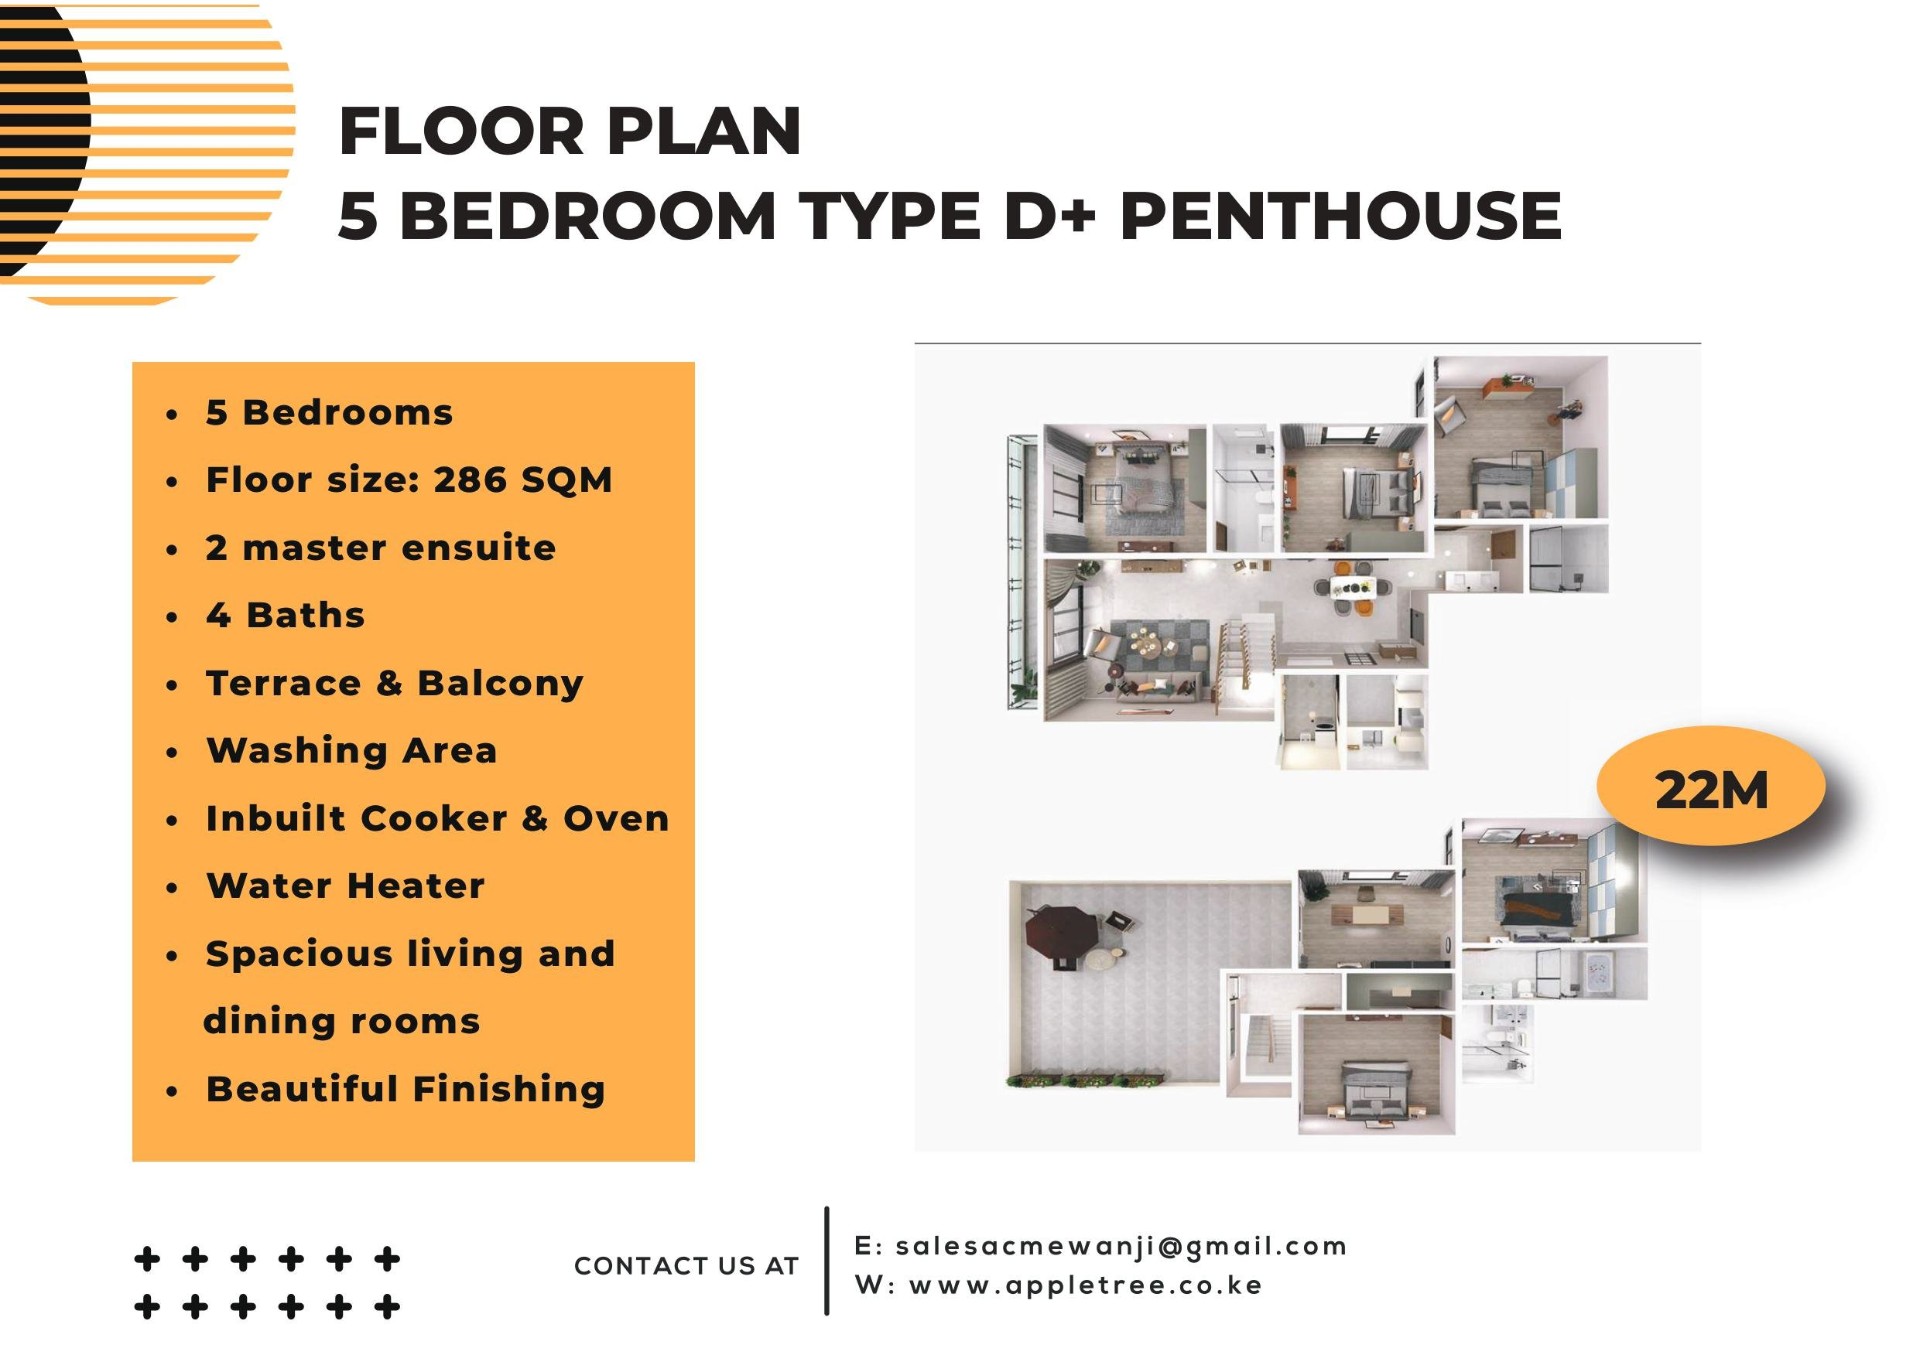 FLOOR PLAN
5 BEDROOM TYPE D+ PENTHOUSE
• 5 Bedrooms
• Floor size: 286 SQM
• 2 master ensuite
• 4 Baths
• Terrace & Balcony
• Washing Area
• Inbuilt Cooker & Oven
• Water Heater
• Spacious living and
dining rooms
• Beautiful Finishing
22M
CONTACT US AT
E: salesacmewanji@gmail.com
W: www.appletree.co.ke